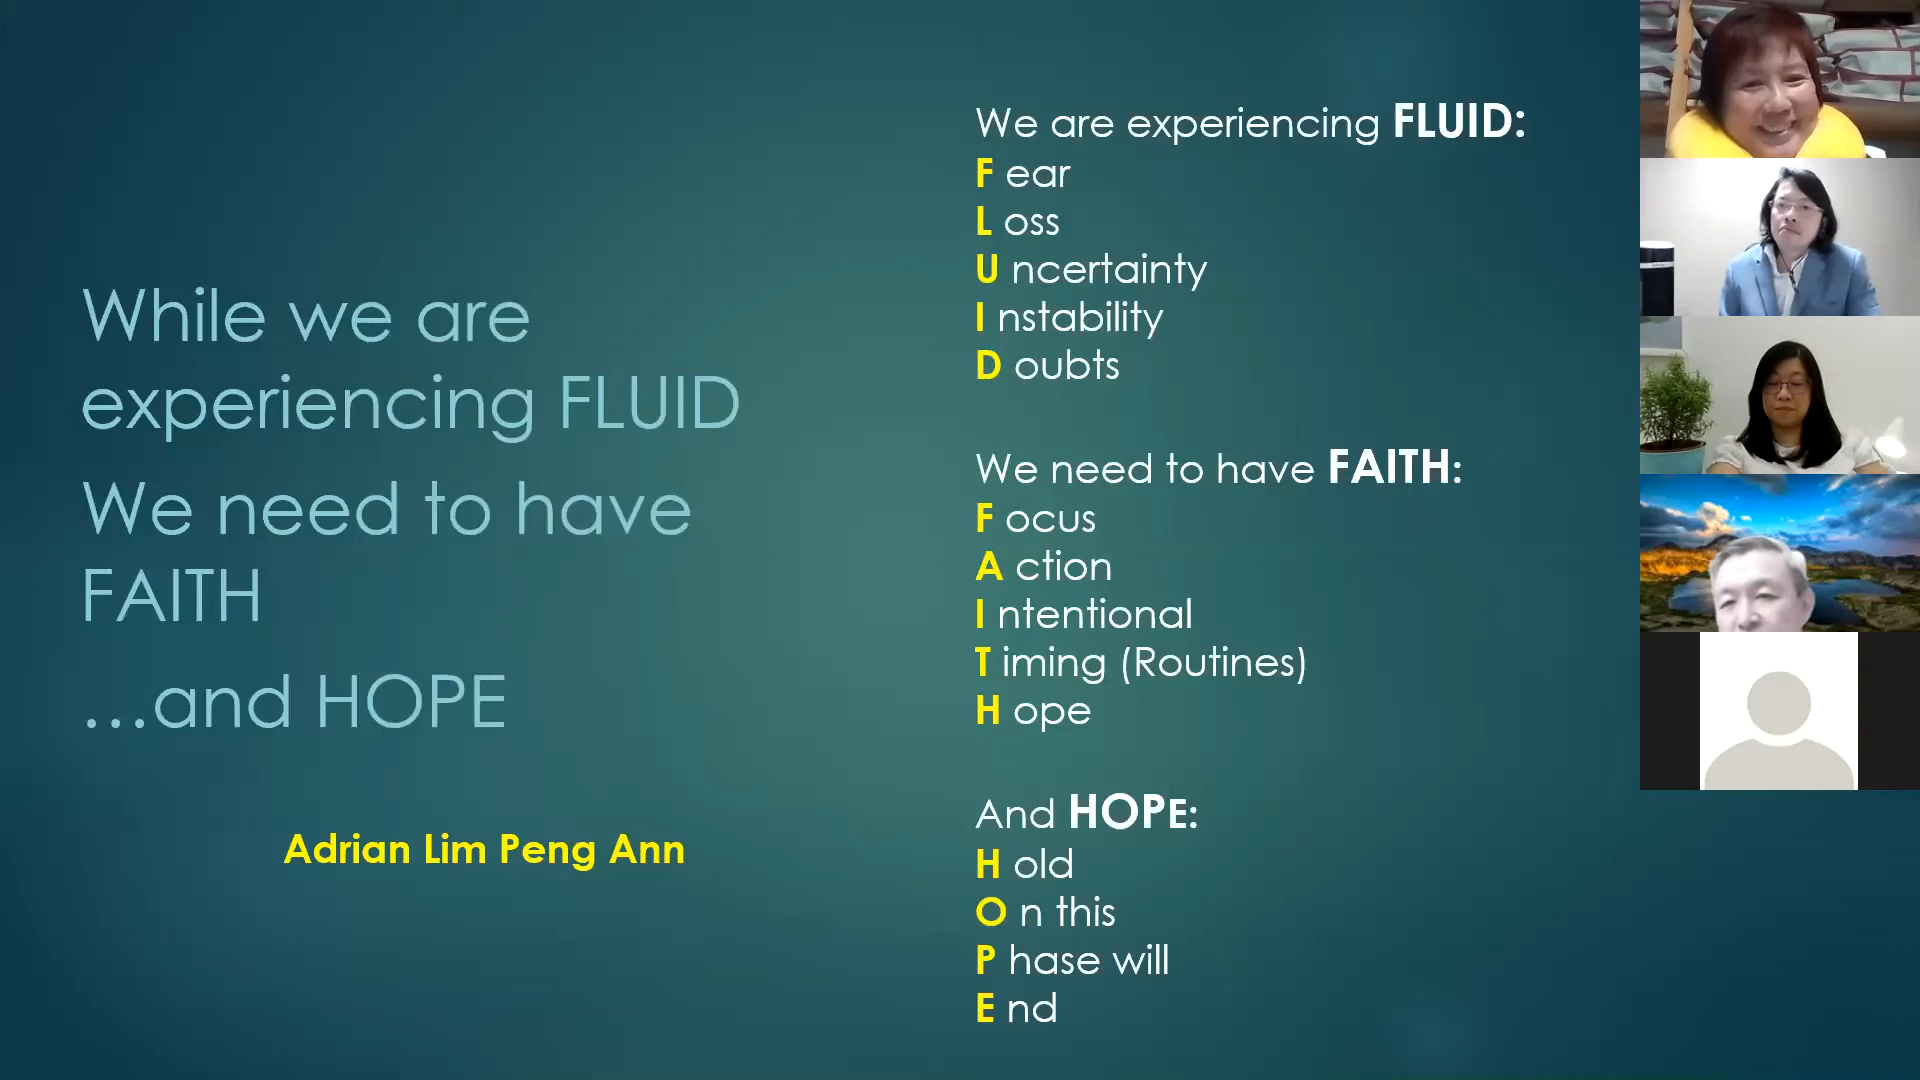 While we are
experiencing FLUID
We need to have
FAITH
...and HOPE
Adrian Lim Peng Ann
We are experiencing FLUID:
F ear
L oss
U ncertainty
I nstability
D oubts
We need to have FAITH:
F ocus
A ction
I ntentional
T iming (Routines)
H ope
And HOPE:
H old
O n this
P hase will
E nd